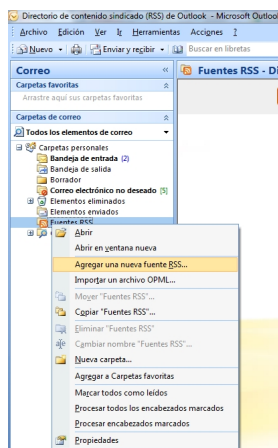 Directorio de contenido sindicado (RSS) de Outlook - Microsoft Outloo
Archivo Edición Ver Ir Herramientas Acciones ?
Nuevo Enviar y recibir Buscar en libretas
Correo «
Fuentes RSS - Di
Carpetas favoritas
Arrastre aquí sus carpetas favoritas
Carpetas de correo
Todos los elementos de correo
Carpetas personales
Bandeja de entrada (2)
Bandeja de salida
Borrador
Correo electrónico no deseado [5]
Elementos eliminados
Elementos enviados
Fuentes RSS
Abrir
Abrir en ventana nueva
Agregar una nueva fuente RSS...
Importar un archivo OPML...
Mover "Fuentes RSS"...
Copiar "Fuentes RSS"...
Eliminar "Fuentes RSS"
Cambiar nombre "Fuentes RSS"...
Nueva carpeta...
Agregar a Carpetas favoritas
Marcar todos como leídos
Procesar todos los encabezados marcados
Procesar encabezados marcados
Propiedades